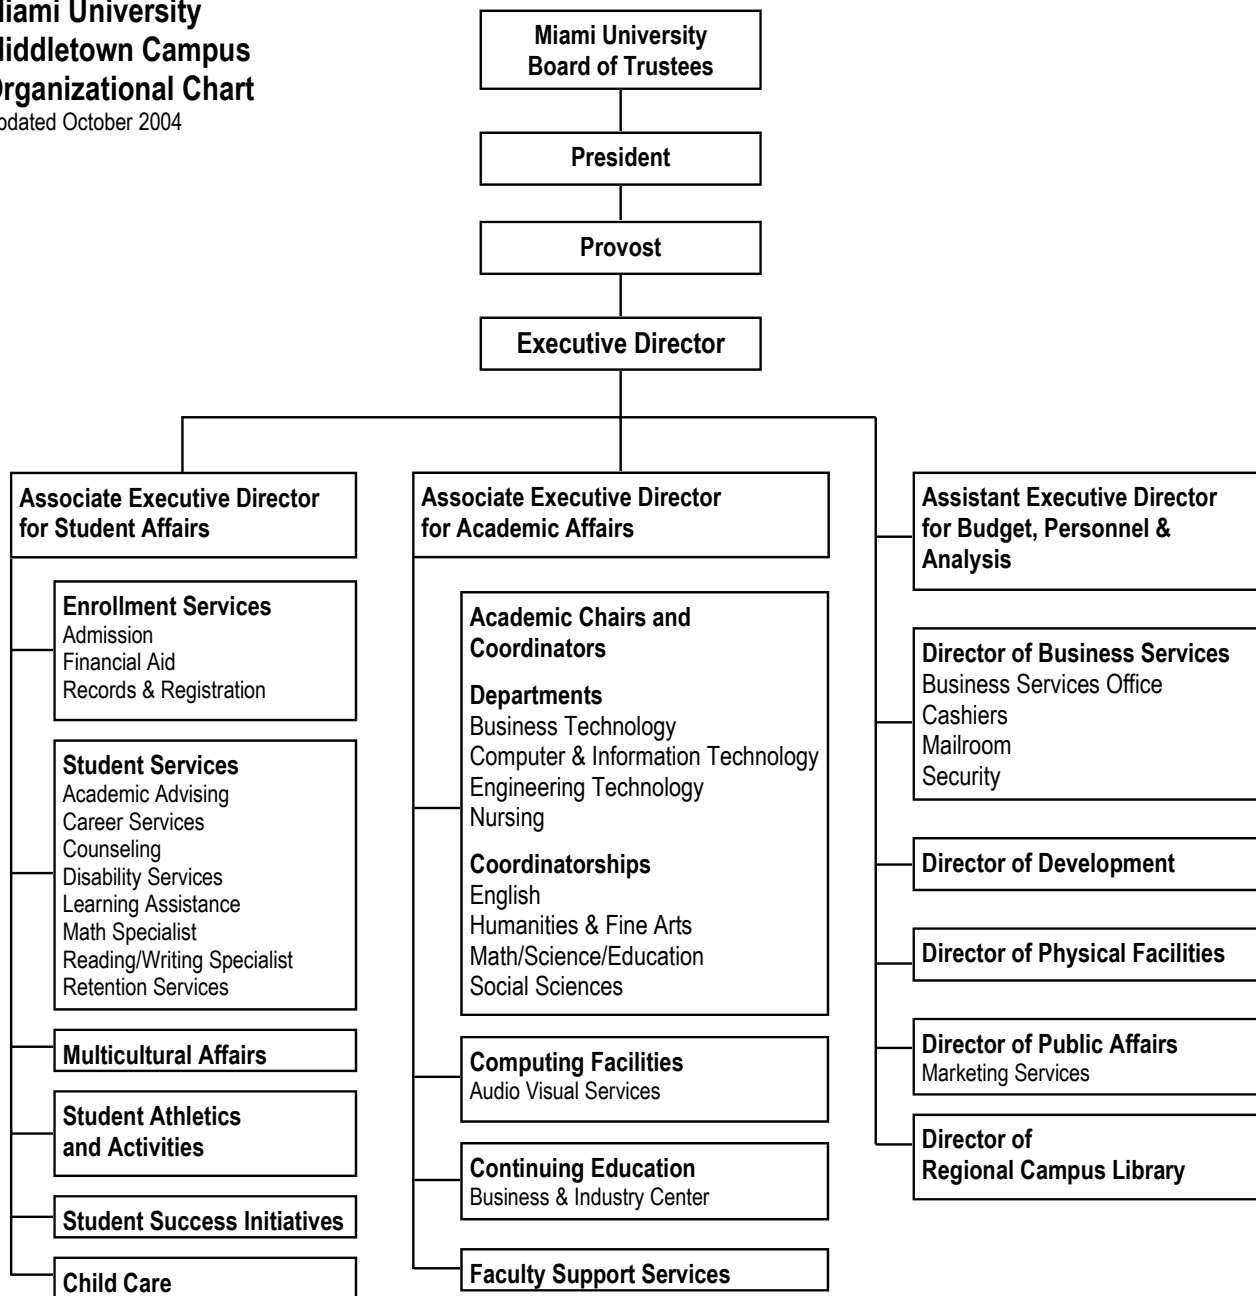 Miami University
Middletown Campus
Organizational Chart
Updated October 2004
Miami University
Board of Trustees
President
Provost
Executive Director
Associate Executive Director
for Student Affairs
Enrollment Services
Admission
Financial Aid
Records & Registration
Student Services
Academic Advising
Career Services
Counseling
Disability Services
Learning Assistance
Math Specialist
Reading/Writing Specialist
Retention Services
Multicultural Affairs
Student Athletics
and Activities
Student Success Initiatives
Child Care
Associate Executive Director
for Academic Affairs
Academic Chairs and
Coordinators
Departments
Business Technology
Computer & Information Technology
Engineering Technology
Nursing
Coordinatorships
English
Humanities & Fine Arts
Math/Science/Education
Social Sciences
Computing Facilities
Audio Visual Services
Continuing Education
Business & Industry Center
Faculty Support Services
Assistant Executive Director
for Budget, Personnel &
Analysis
Director of Business Services
Business Services Office
Cashiers
Mailroom
Security
Director of Development
Director of Physical Facilities
Director of Public Affairs
Marketing Services
Director of
Regional Campus Library